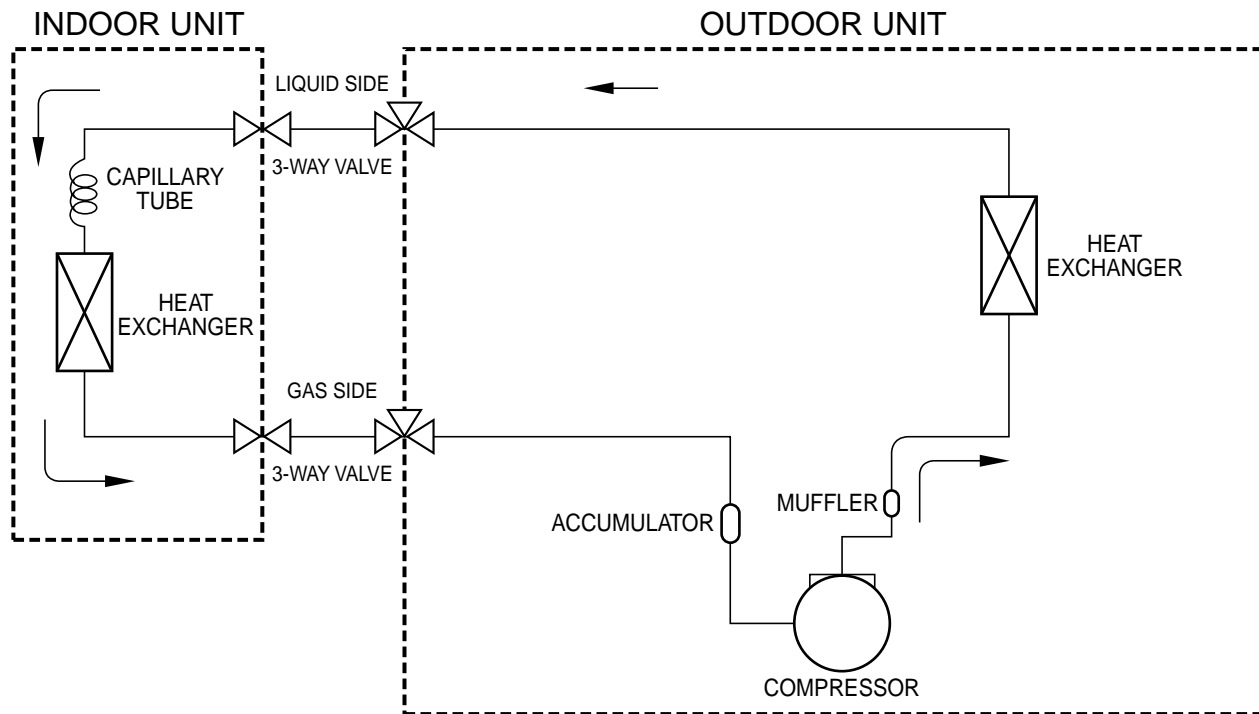 INDOOR UNIT
OUTDOOR UNIT
LIQUID SIDE
3-WAY VALVE
CAPILLARY
TUBE
HEAT
EXCHANGER
HEAT
EXCHANGER
GAS SIDE
3-WAY VALVE
ACCUMULATOR
MUFFLER
COMPRESSOR